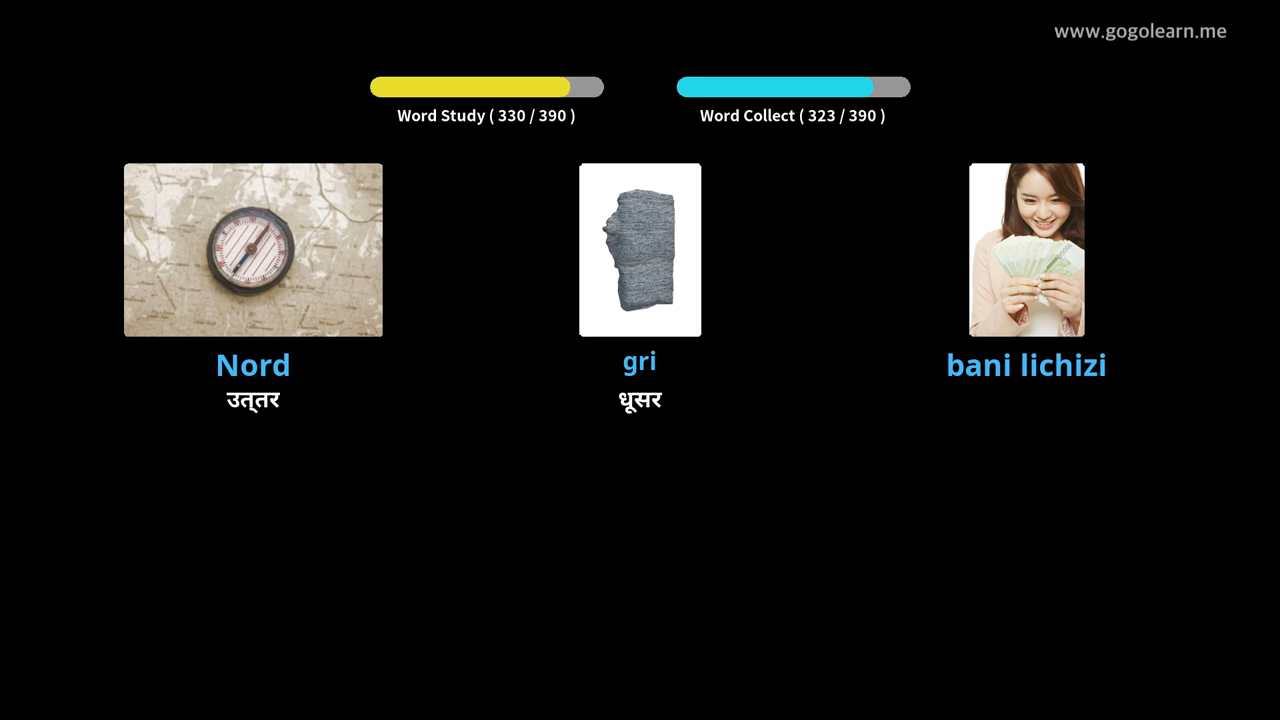 www.gogolearn.me
Word Study ( 330 / 390 )
Word Collect ( 323 / 390 )
Nord
उत्‌तर
gri
धूसर
bani lichizi